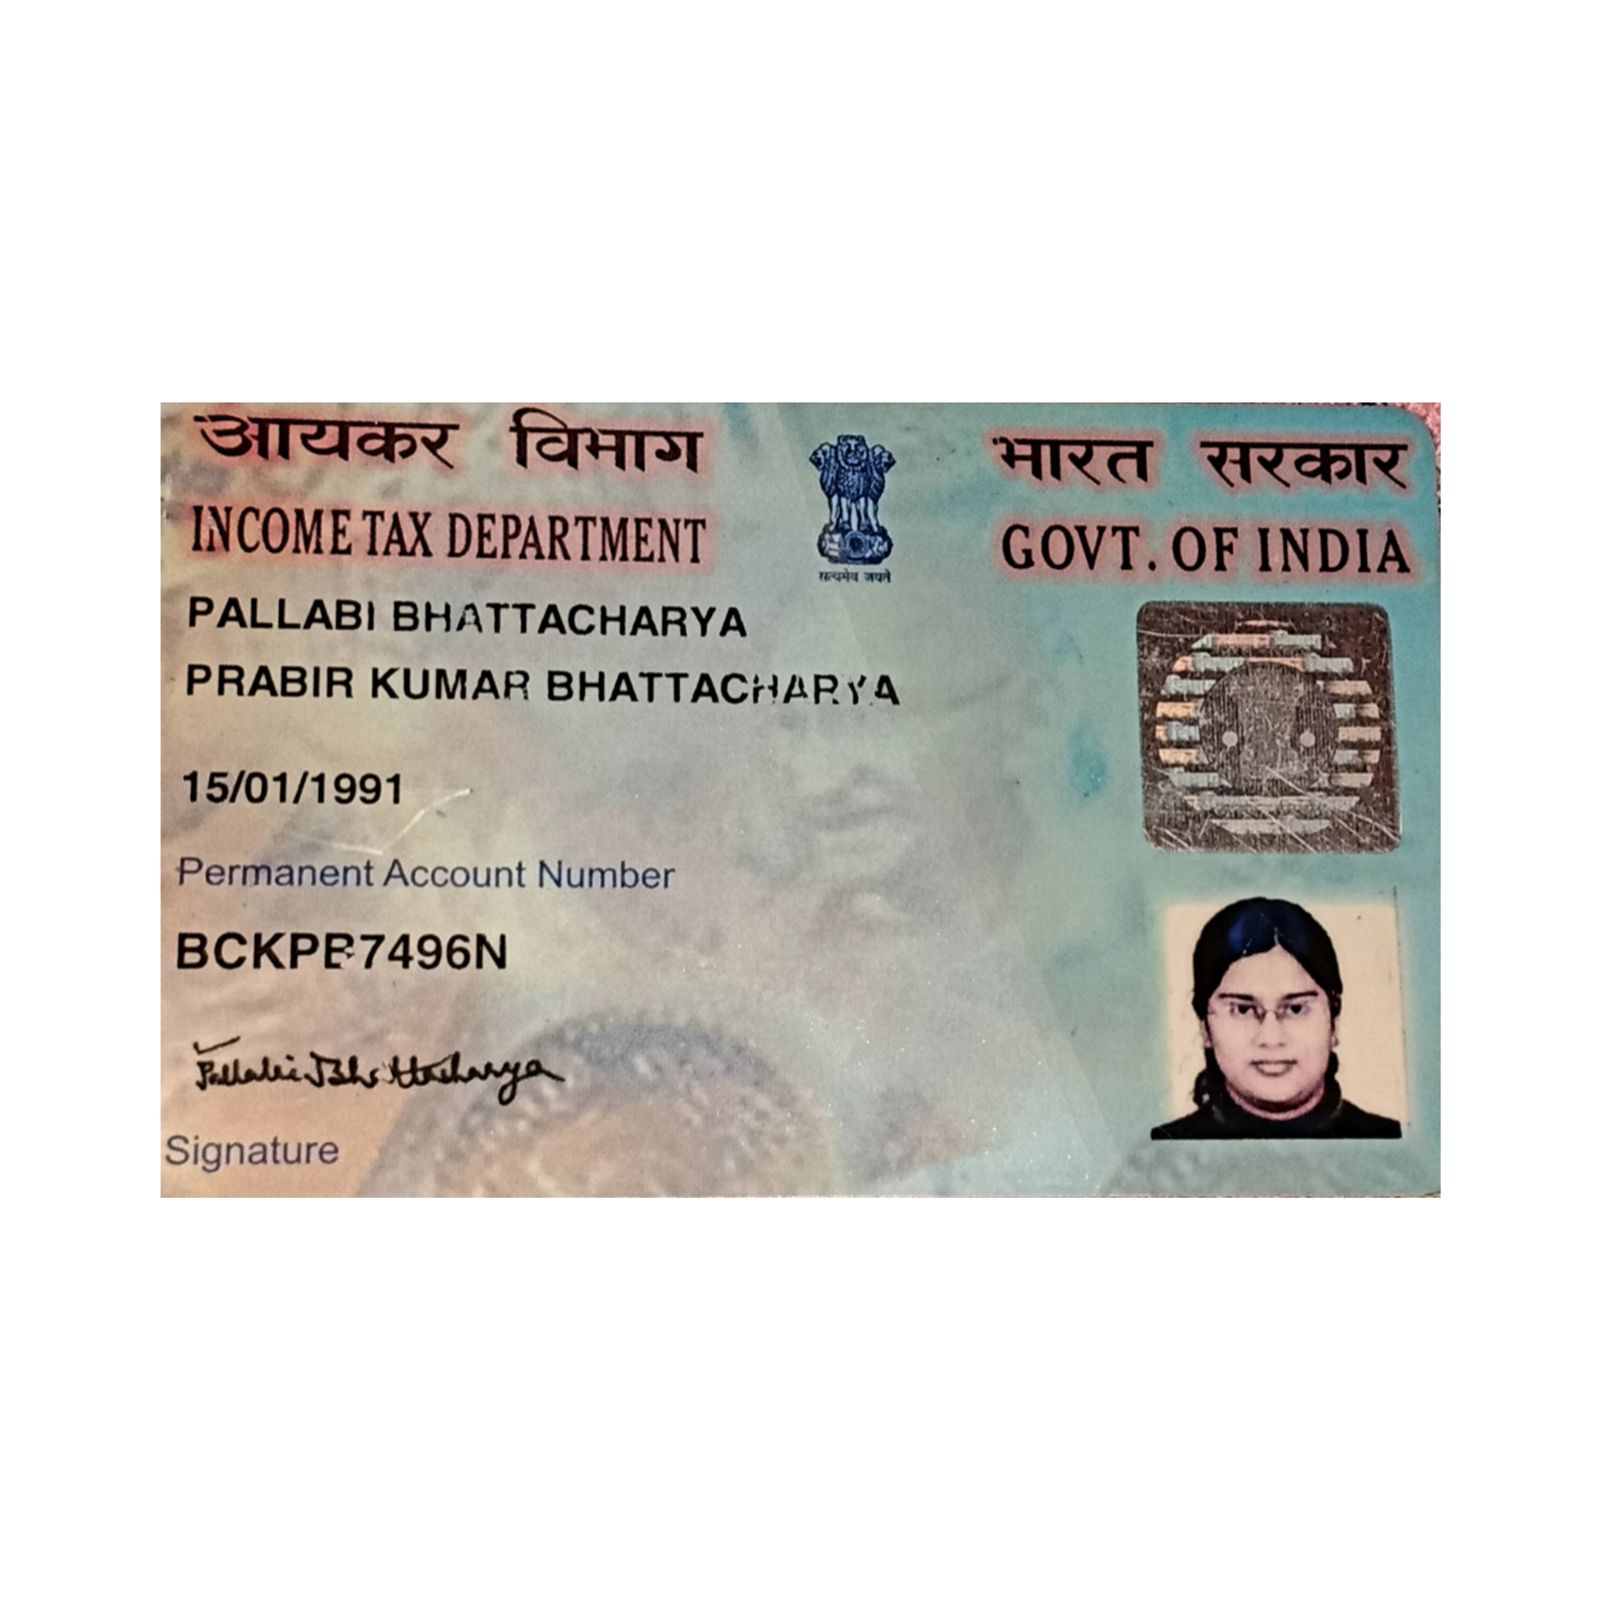 आयकर विभाग
भारत सरकार
INCOME TAX DEPARTMENT
GOVT. OF INDIA
सत्यमेव जयते
PALLABI BHATTACHARYA
PRABIR KUMAR BHATTACHARYA
15/01/1991
Permanent Account Number
BCKPB7496N
Pallabi Bhattacharya
Signature